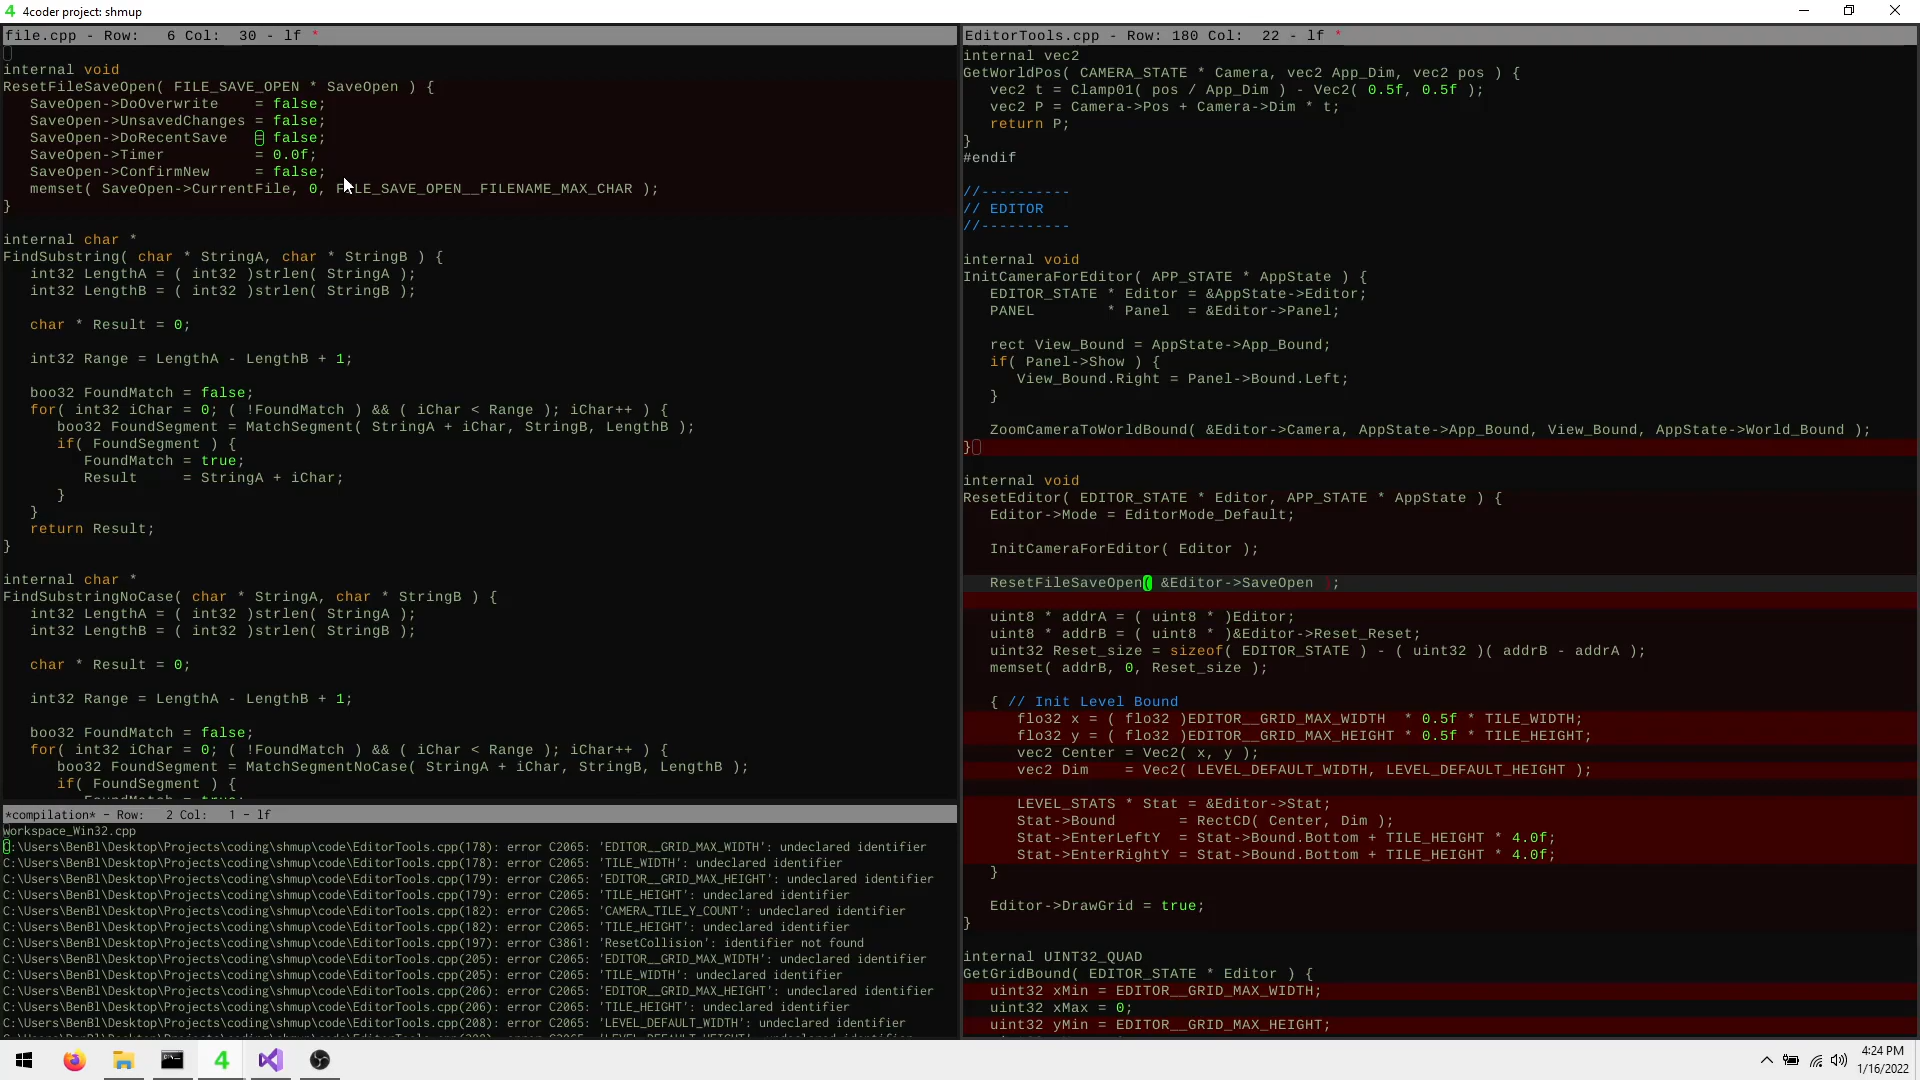 4 4coder project: shmup
file.cpp - Row:   6 Col:  30 - lf *
internal void
ResetFileSaveOpen( FILE_SAVE_OPEN * SaveOpen ) {
   SaveOpen->DoOverwrite    = false;
   SaveOpen->UnsavedChanges = false;
   SaveOpen->DoRecentSave   = false;
   SaveOpen->Timer          = 0.0f;
   SaveOpen->ConfirmNew     = false;
   memset( SaveOpen->CurrentFile, 0, FILE_SAVE_OPEN__FILENAME_MAX_CHAR );
}
internal char *
FindSubstring( char * StringA, char * StringB ) {
   int32 LengthA = ( int32 )strlen( StringA );
   int32 LengthB = ( int32 )strlen( StringB );
   char * Result = 0;
   int32 Range = LengthA - LengthB + 1;
   boo32 FoundMatch = false;
   for( int32 iChar = 0; ( !FoundMatch ) && ( iChar < Range ); iChar++ ) {
      boo32 FoundSegment = MatchSegment( StringA + iChar, StringB, LengthB );
      if( FoundSegment ) {
         FoundMatch = true;
         Result     = StringA + iChar;
      }
   }
   return Result;
}
internal char *
FindSubstringNoCase( char * StringA, char * StringB ) {
   int32 LengthA = ( int32 )strlen( StringA );
   int32 LengthB = ( int32 )strlen( StringB );
   char * Result = 0;
   int32 Range = LengthA - LengthB + 1;
   boo32 FoundMatch = false;
   for( int32 iChar = 0; ( !FoundMatch ) && ( iChar < Range ); iChar++ ) {
      boo32 FoundSegment = MatchSegmentNoCase( StringA + iChar, StringB, LengthB );
      if( FoundSegment ) {
*compilation* - Row:   2 Col:   1 - lf
Workspace_Win32.cpp
C:\Users\BenBl\Desktop\Projects\coding\shmup\code\EditorTools.cpp(178): error C2065: 'EDITOR__GRID_MAX_WIDTH': undeclared identifier
C:\Users\BenBl\Desktop\Projects\coding\shmup\code\EditorTools.cpp(178): error C2065: 'TILE_WIDTH': undeclared identifier
C:\Users\BenBl\Desktop\Projects\coding\shmup\code\EditorTools.cpp(179): error C2065: 'EDITOR__GRID_MAX_HEIGHT': undeclared identifier
C:\Users\BenBl\Desktop\Projects\coding\shmup\code\EditorTools.cpp(179): error C2065: 'TILE_HEIGHT': undeclared identifier
C:\Users\BenBl\Desktop\Projects\coding\shmup\code\EditorTools.cpp(182): error C2065: 'CAMERA_TILE_Y_COUNT': undeclared identifier
C:\Users\BenBl\Desktop\Projects\coding\shmup\code\EditorTools.cpp(182): error C2065: 'TILE_HEIGHT': undeclared identifier
C:\Users\BenBl\Desktop\Projects\coding\shmup\code\EditorTools.cpp(197): error C3861: 'ResetCollision': identifier not found
C:\Users\BenBl\Desktop\Projects\coding\shmup\code\EditorTools.cpp(205): error C2065: 'EDITOR__GRID_MAX_WIDTH': undeclared identifier
C:\Users\BenBl\Desktop\Projects\coding\shmup\code\EditorTools.cpp(205): error C2065: 'TILE_WIDTH': undeclared identifier
C:\Users\BenBl\Desktop\Projects\coding\shmup\code\EditorTools.cpp(206): error C2065: 'EDITOR__GRID_MAX_HEIGHT': undeclared identifier
C:\Users\BenBl\Desktop\Projects\coding\shmup\code\EditorTools.cpp(206): error C2065: 'TILE_HEIGHT': undeclared identifier
C:\Users\BenBl\Desktop\Projects\coding\shmup\code\EditorTools.cpp(208): error C2065: 'LEVEL_DEFAULT_WIDTH': undeclared identifier
EditorTools.cpp - Row: 180 Col:  22 - lf *
internal vec2
GetWorldPos( CAMERA_STATE * Camera, vec2 App_Dim, vec2 pos ) {
   vec2 t = Clamp01( pos / App_Dim ) - Vec2( 0.5f, 0.5f );
   vec2 P = Camera->Pos + Camera->Dim * t;
   return P;
}
#endif
//----------
// EDITOR
//----------
internal void
InitCameraForEditor( APP_STATE * AppState ) {
   EDITOR_STATE * Editor = &AppState->Editor;
   PANEL        * Panel  = &Editor->Panel;
   rect View_Bound = AppState->App_Bound;
   if( Panel->Show ) {
      View_Bound.Right = Panel->Bound.Left;
   }
   ZoomCameraToWorldBound( &Editor->Camera, AppState->App_Bound, View_Bound, AppState->World_Bound );
}
internal void
ResetEditor( EDITOR_STATE * Editor, APP_STATE * AppState ) {
   Editor->Mode = EditorMode_Default;
   InitCameraForEditor( Editor );
   ResetFileSaveOpen( &Editor->SaveOpen );
   uint8 * addrA = ( uint8 * )Editor;
   uint8 * addrB = ( uint8 * )&Editor->Reset_Reset;
   uint32 Reset_size = sizeof( EDITOR_STATE ) - ( uint32 )( addrB - addrA );
   memset( addrB, 0, Reset_size );
   { // Init Level Bound
      flo32 x = ( flo32 )EDITOR__GRID_MAX_WIDTH  * 0.5f * TILE_WIDTH;
      flo32 y = ( flo32 )EDITOR__GRID_MAX_HEIGHT * 0.5f * TILE_HEIGHT;
      vec2 Center = Vec2( x, y );
      vec2 Dim    = Vec2( LEVEL_DEFAULT_WIDTH, LEVEL_DEFAULT_HEIGHT );
      LEVEL_STATS * Stat = &Editor->Stat;
      Stat->Bound       = RectCD( Center, Dim );
      Stat->EnterLeftY  = Stat->Bound.Bottom + TILE_HEIGHT * 4.0f;
      Stat->EnterRightY = Stat->Bound.Bottom + TILE_HEIGHT * 4.0f;
   }
   Editor->DrawGrid = true;
}
internal UINT32_QUAD
GetGridBound( EDITOR_STATE * Editor ) {
   uint32 xMin = EDITOR__GRID_MAX_WIDTH;
   uint32 xMax = 0;
   uint32 yMin = EDITOR__GRID_MAX_HEIGHT;
4
4:24 PM
1/16/2022